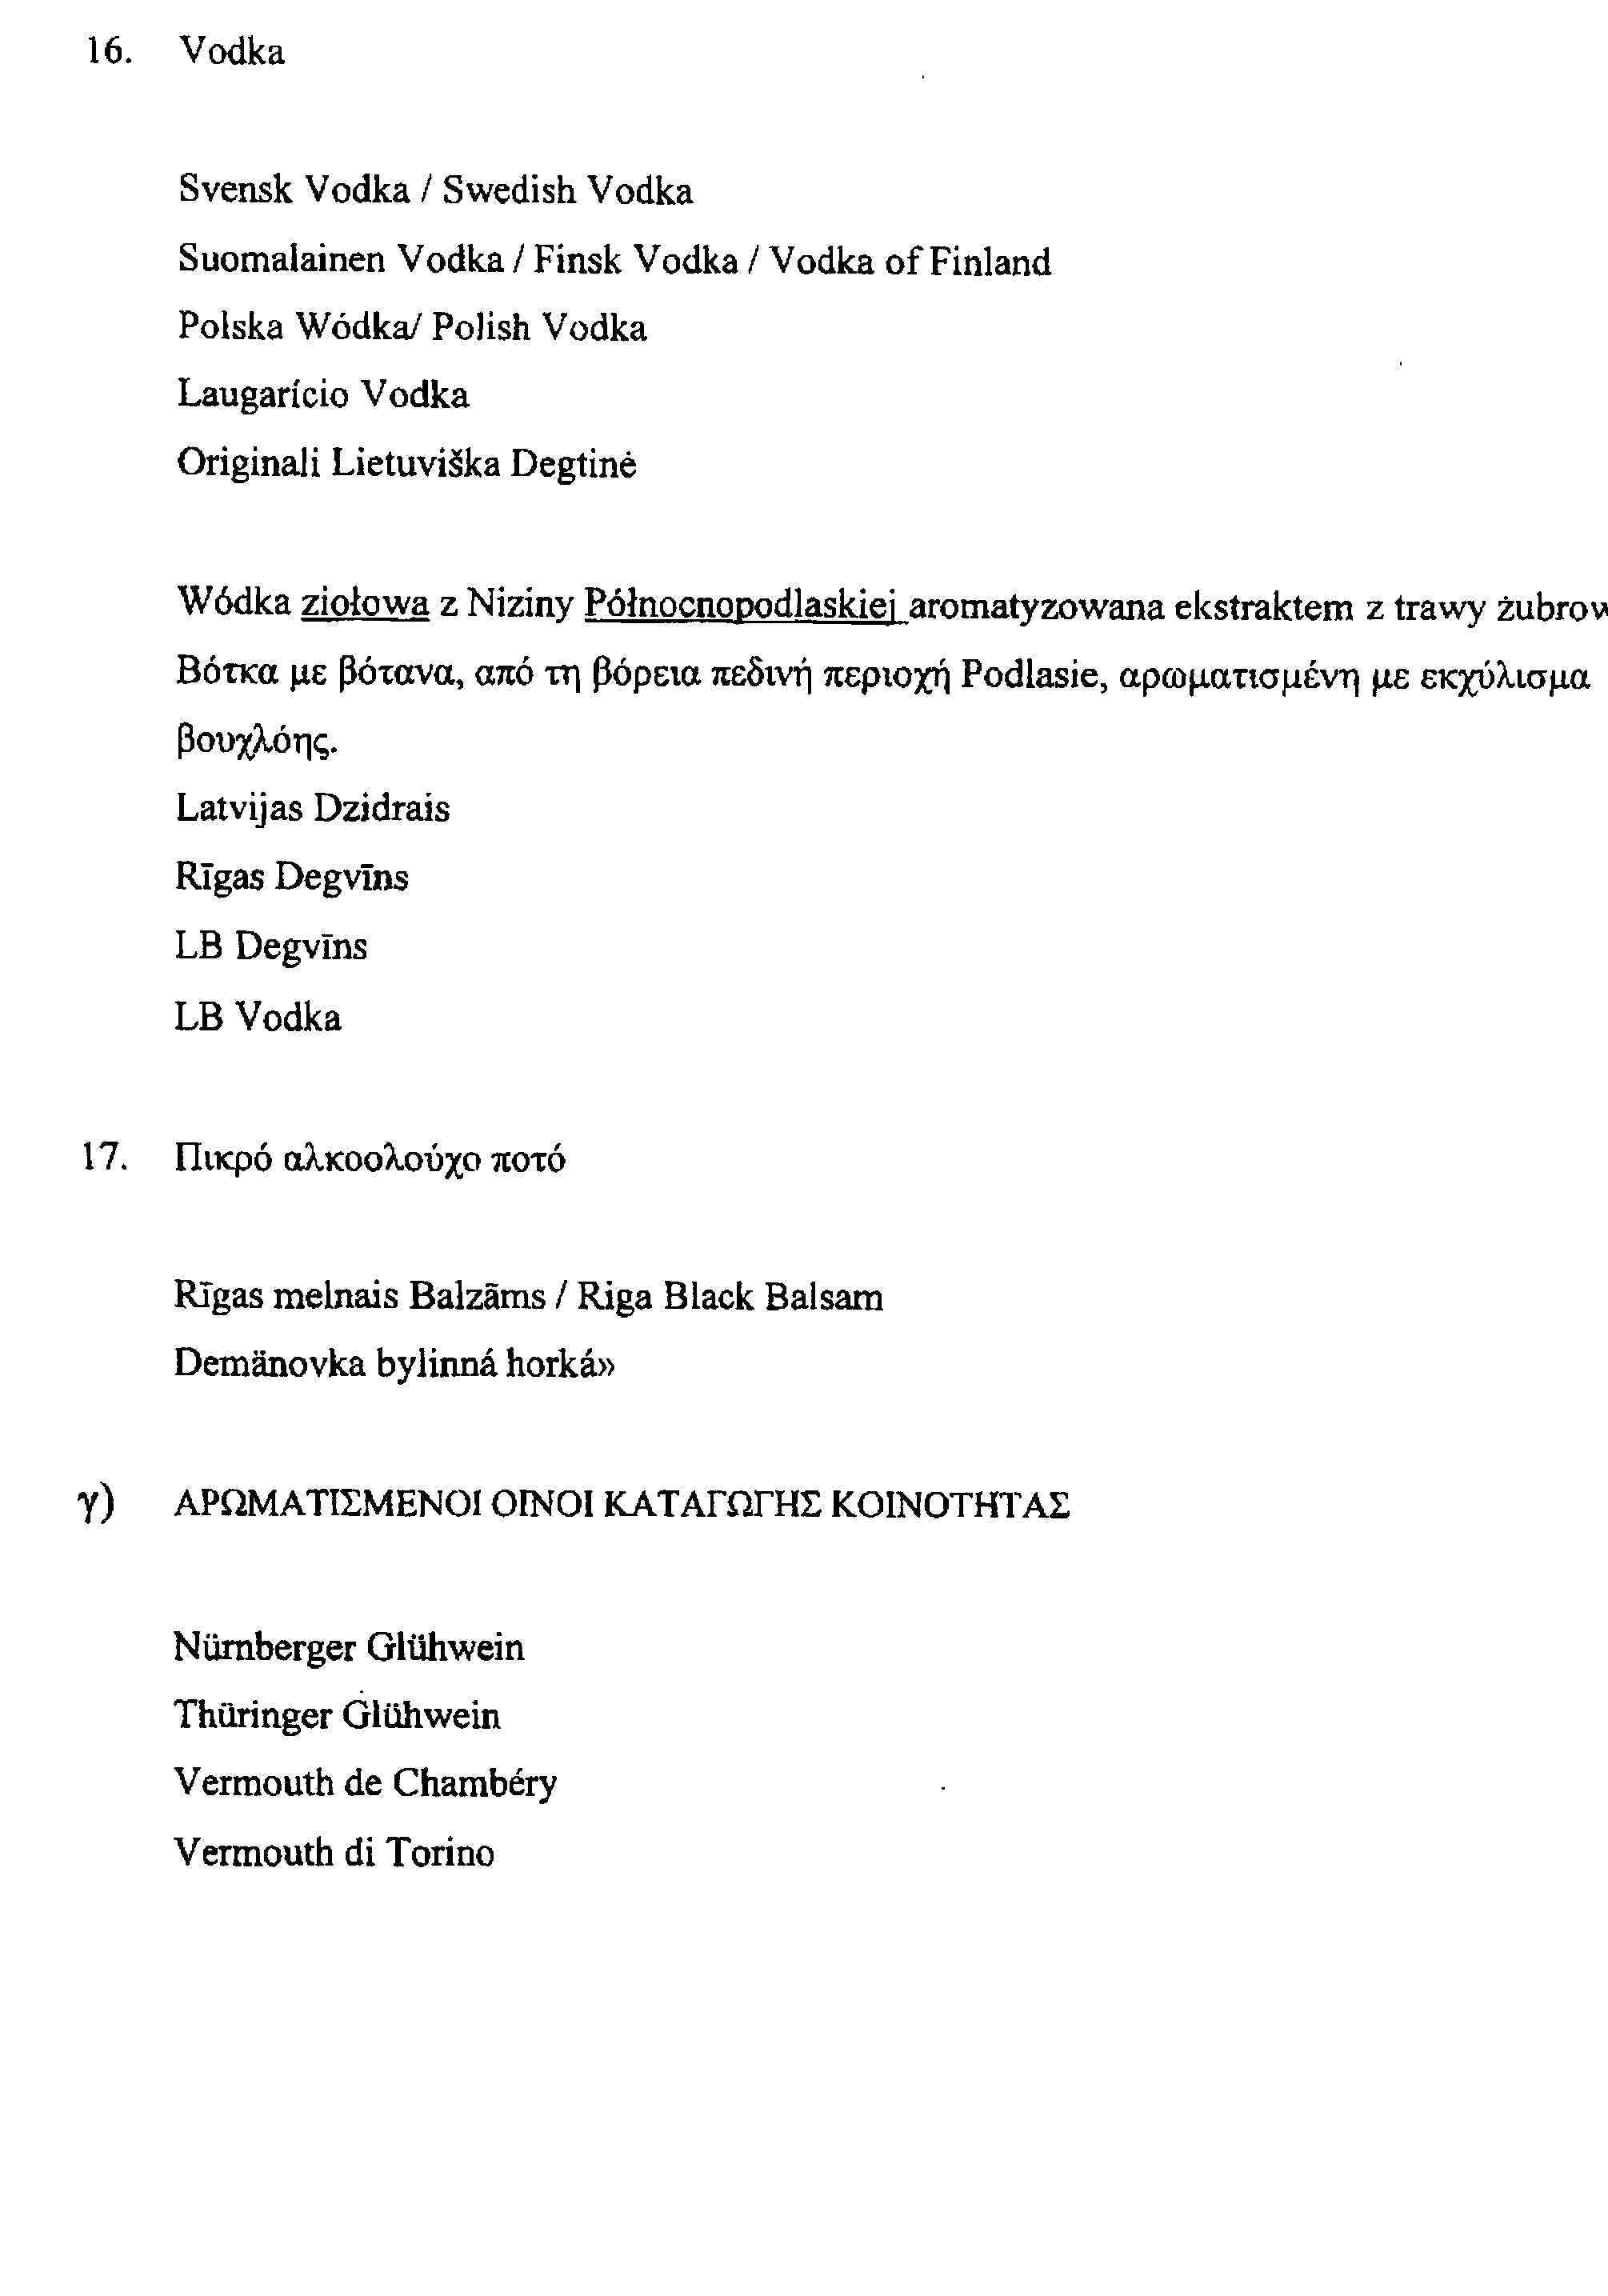 16. Vodka
Svensk Vodka / Swedish Vodka
Suomalainen Vodka / Finsk Vodka / Vodka of Finland
Polska Wódka/ Polish Vodka
Laugarício Vodka
Originali Lietuviška Degtinė
Wódka ziołowa z Niziny Północnopodlaskiej aromatyzowana ekstraktem z trawy
Βότκα με βότανα, από τη βόρεια πεδινή περιοχή Podlasie, αρωματισμένη με εκχύλισμα
βουχλόης.
Latvijas Dzidrais
Rīgas Degvīns
LB Degvīns
LB Vodka
17. Πικρό αλκοολούχο ποτό
Rīgas melnais Balzāms / Riga Black Balsam
Demänovka bylinná horká»
γ) ΑΡΩΜΑΤΙΣΜΕΝΟΙ ΟΙΝΟΙ ΚΑΤΑΓΩΓΗΣ ΚΟΙΝΟΤΗΤΑΣ
Nürnberger Glühwein
Thüringer Glühwein
Vermouth de Chambéry
Vermouth di Torino